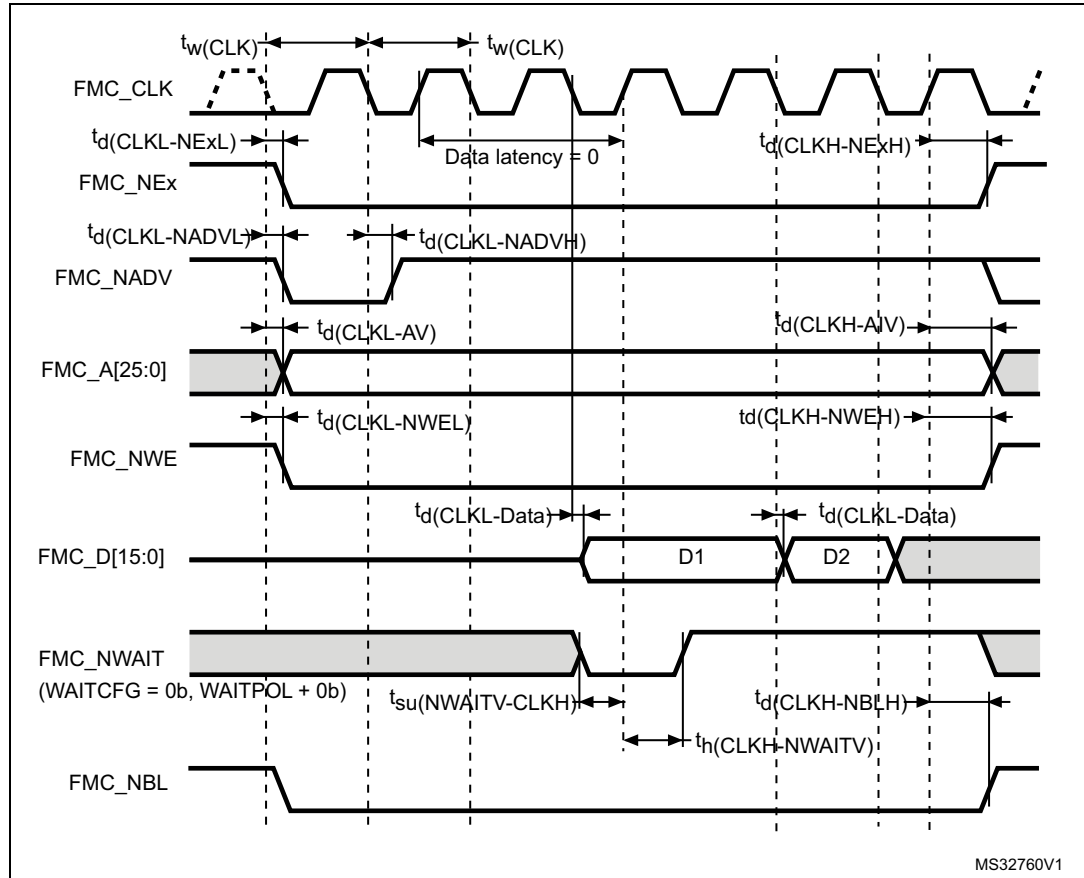 tw(CLK) tw(CLK)
FMC_CLK
td(CLKL-NExL) Data latency = 0 td(CLKH-NExH)
FMC_NEx
td(CLKL-NADVL) td(CLKL-NADVH)
FMC_NADV
td(CLKL-AV) td(CLKH-AIV)
FMC_A[25:0]
td(CLKL-NWEL) td(CLKH-NWEH)
FMC_NWE
td(CLKL-Data) td(CLKL-Data)
FMC_D[15:0] D1 D2
FMC_NWAIT
(WAITCFG = 0b, WAITPOL + 0b)
tsu(NWAITV-CLKH) td(CLKH-NBLH)
th(CLKH-NWAITV)
FMC_NBL
MS32760V1